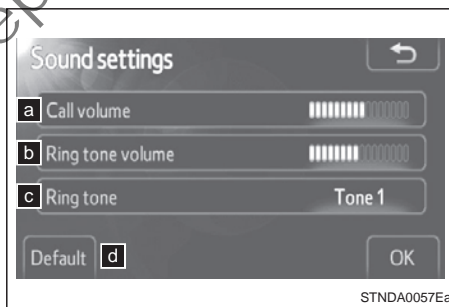 Sound settings
a Call volume
b Ring tone volume
c Ring tone Tone 1
Default d OK
STNDA0057Ea